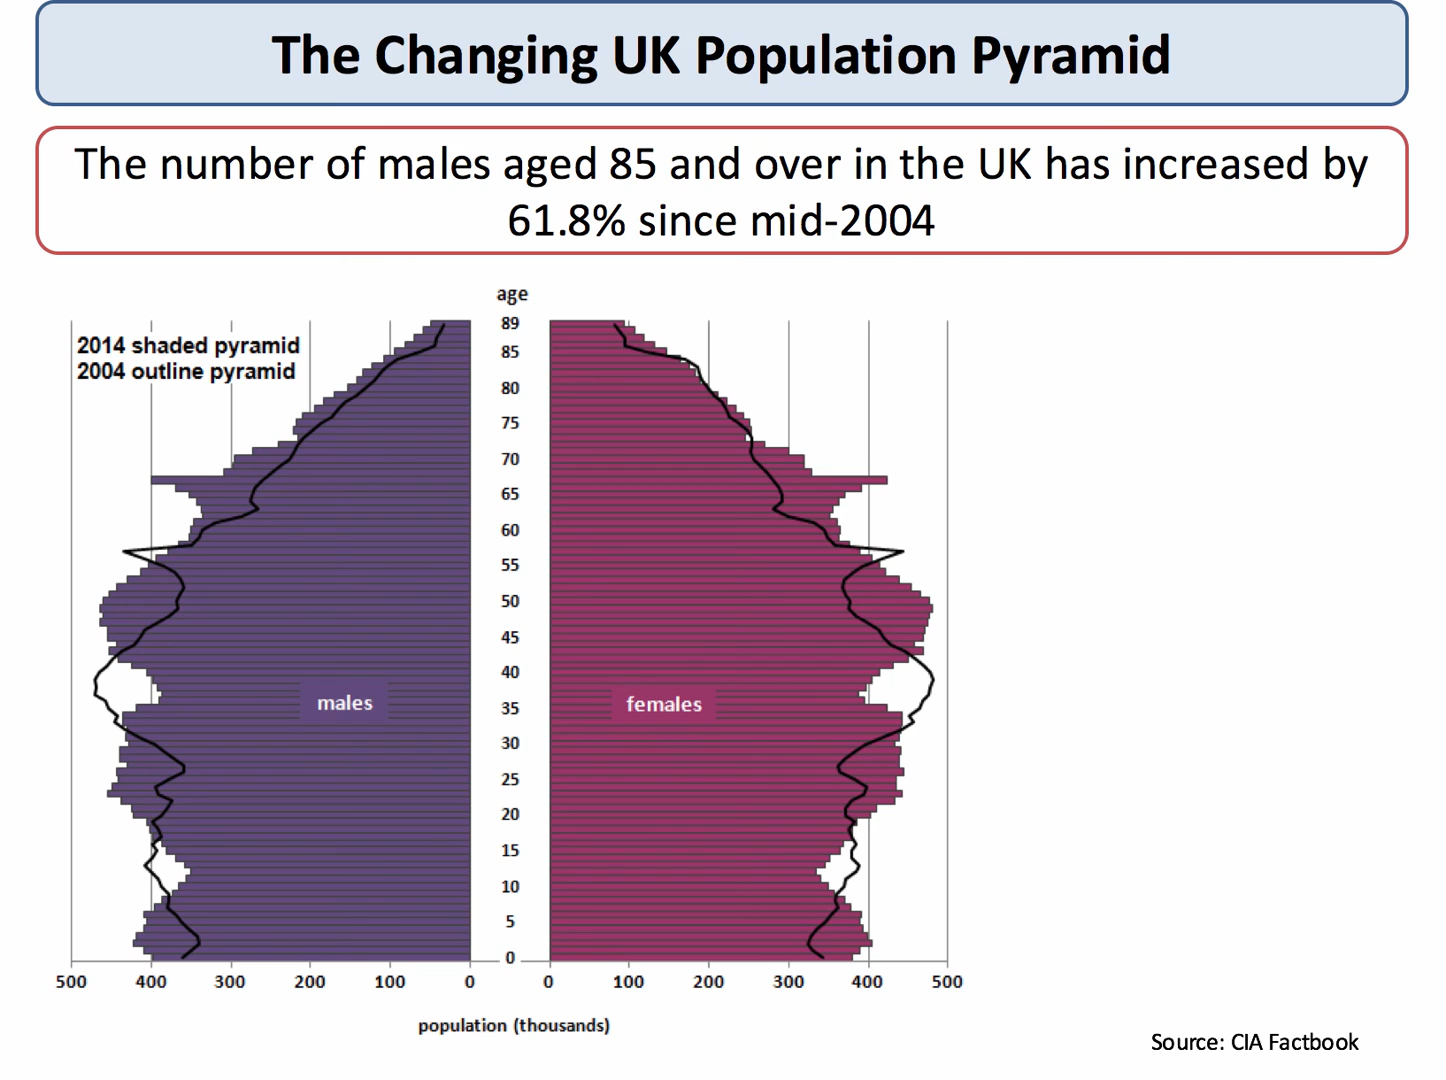 The Changing UK Population Pyramid
The number of males aged 85 and over in the UK has increased by
61.8% since mid-2004
age
2014 shaded pyramid
2004 outline pyramid
89
85
80
75
70
65
60
55
50
45
40
35
30
25
20
15
10
5
0
males
females
500 400 300 200 100 0 0 100 200 300 400 500
population (thousands)
Source: CIA Factbook